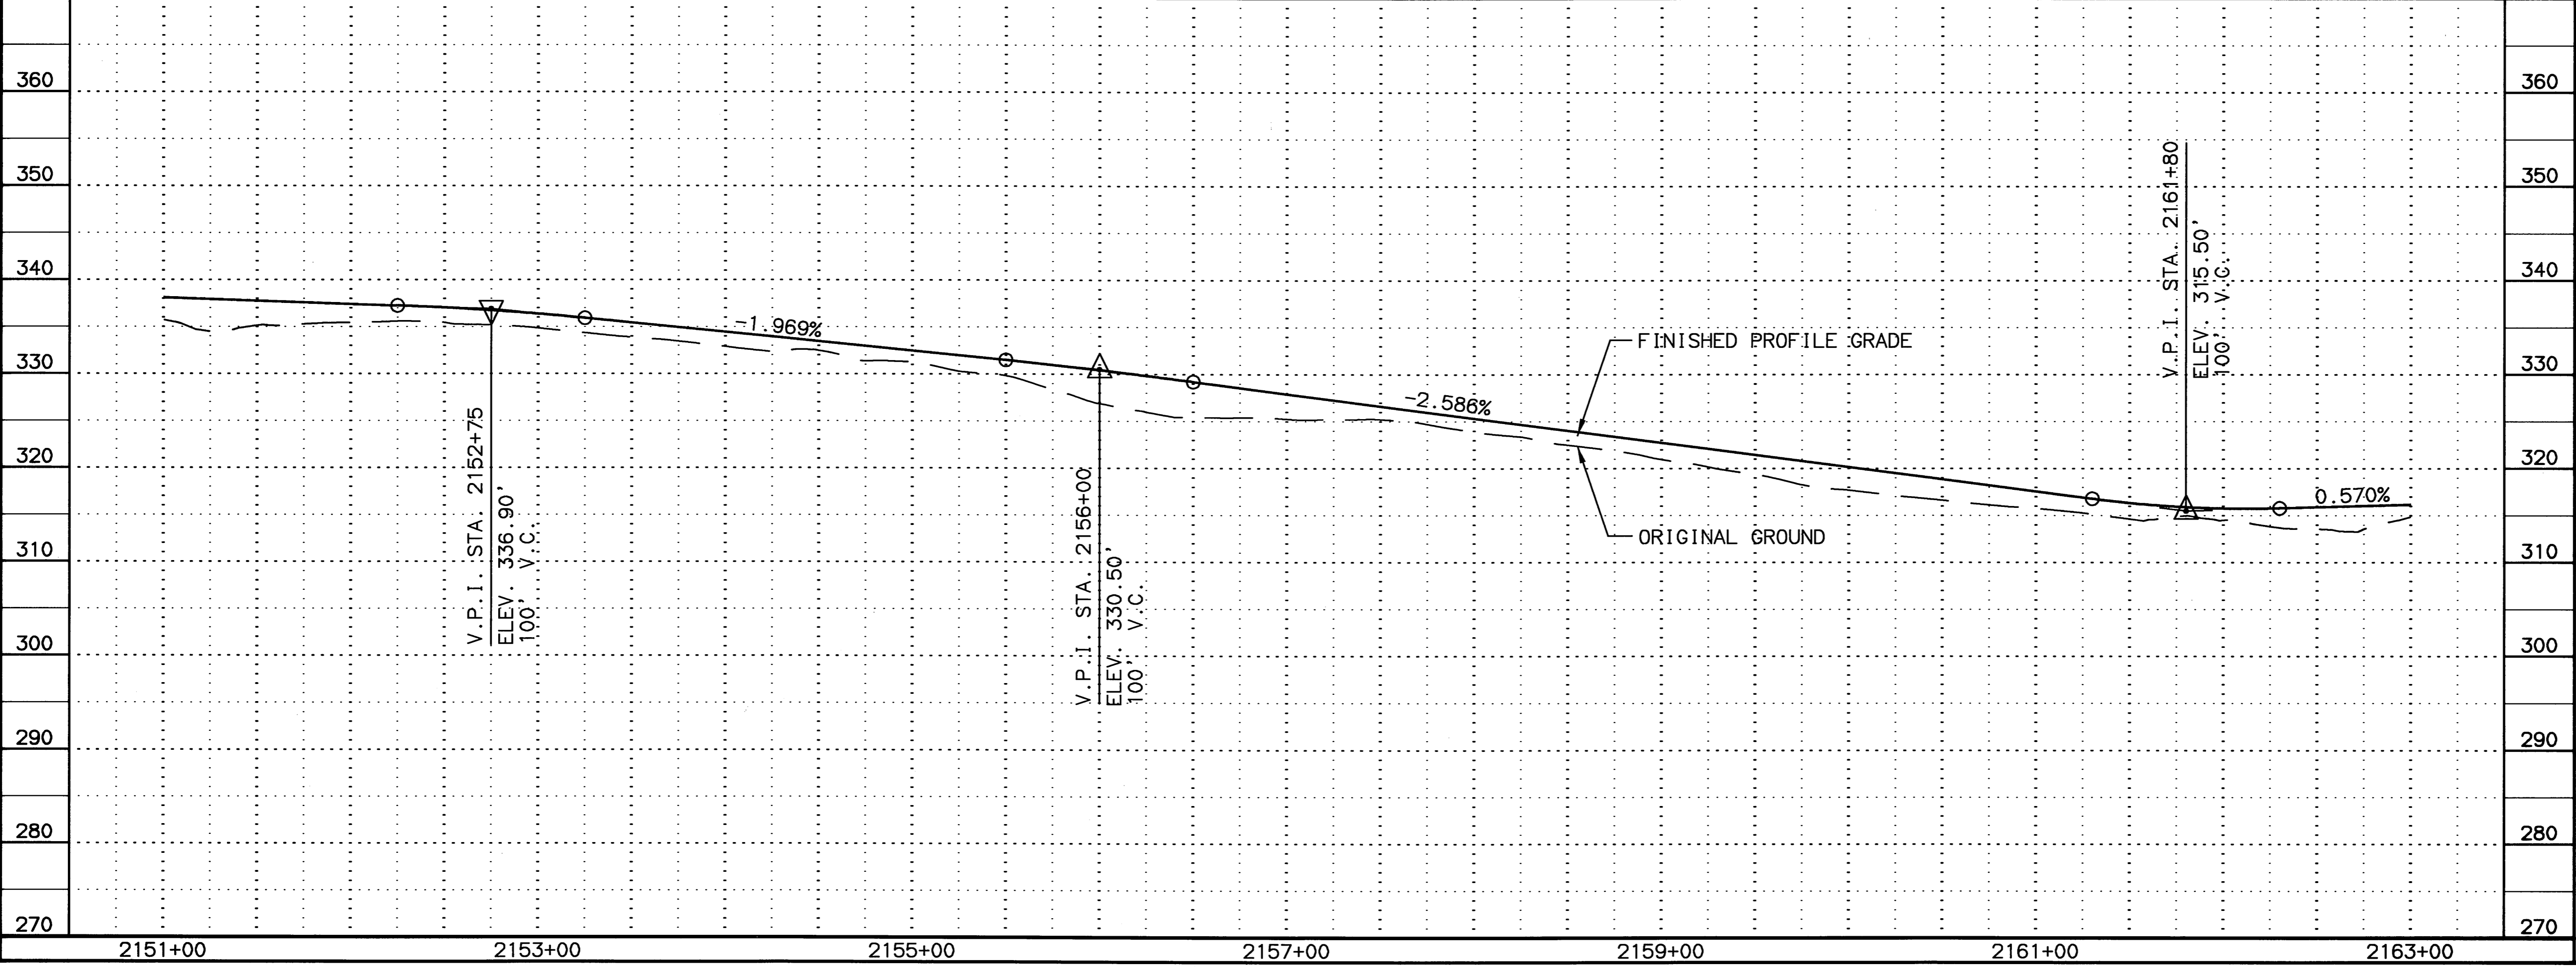 360
360
350
350
340
340
330
330
320
320
310
310
300
300
290
290
280
280
270
270
V.P.I. STA. 2152+75
ELEV. 336.90'
100' V.C.
-1.969%
V.P.I. STA. 2156+00
ELEV. 330.50'
100' V.C.
-2.586%
FINISHED PROFILE GRADE
ORIGINAL GROUND
V.P.I. STA. 2161+80
ELEV. 315.50'
100' V.C.
0.570%
2151+00 2153+00 2155+00 2157+00 2159+00 2161+00 2163+00